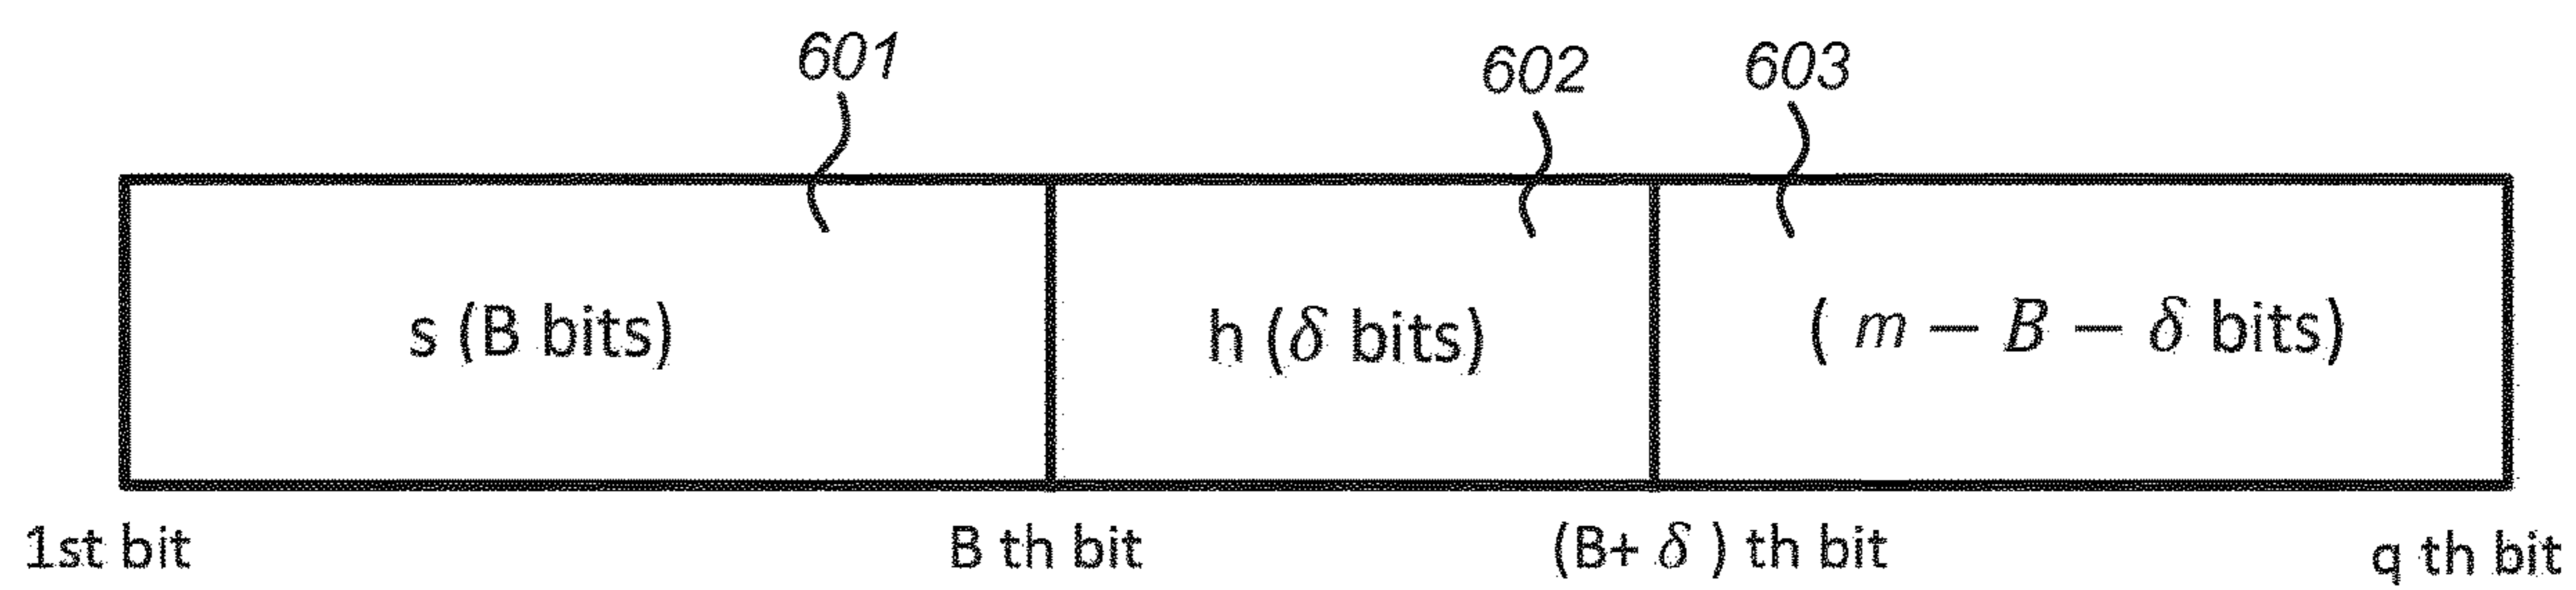 601 602 603
s (B bits) h (δ bits) ( m − B − δ bits)
1st bit B th bit (B+ δ ) th bit q th bit